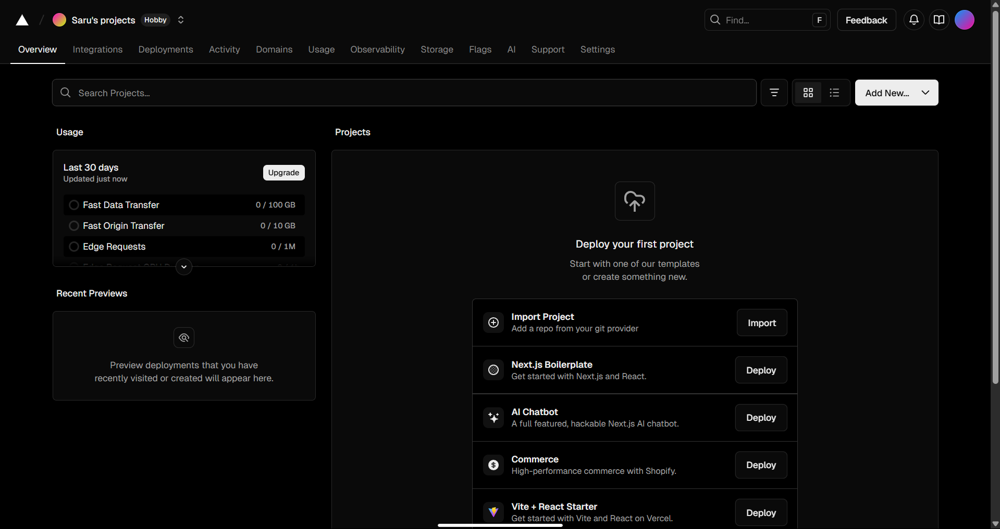 Saru's projects Hobby
Find... F
Feedback
Overview Integrations Deployments Activity Domains Usage Observability Storage Flags AI Support Settings
Search Projects...
Add New...
Usage
Last 30 days
Updated just now
Upgrade
Fast Data Transfer 0 / 100 GB
Fast Origin Transfer 0 / 10 GB
Edge Requests 0 / 1M
Recent Previews
Preview deployments that you have
recently visited or created will appear here.
Projects
Deploy your first project
Start with one of our templates
or create something new.
Import Project
Add a repo from your git provider
Import
Next.js Boilerplate
Get started with Next.js and React.
Deploy
AI Chatbot
A full featured, hackable Next.js AI chatbot.
Deploy
Commerce
High-performance commerce with Shopify.
Deploy
Vite + React Starter
Get started with Vite and React on Vercel.
Deploy